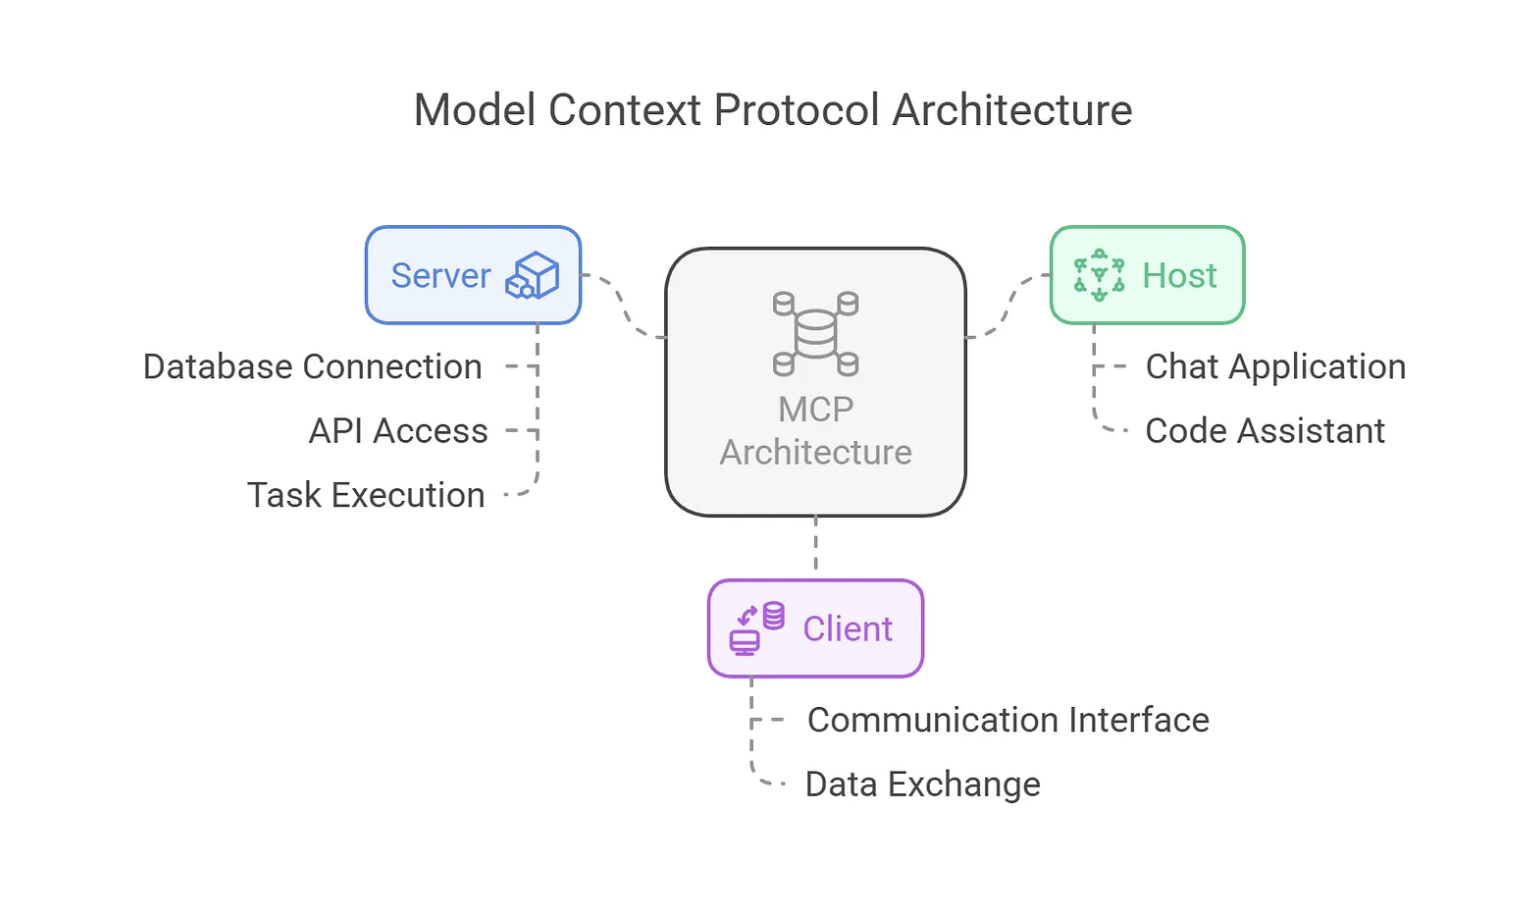 Model Context Protocol Architecture
Server
Database Connection
API Access
Task Execution
MCP
Architecture
Host
Chat Application
Code Assistant
Client
Communication Interface
Data Exchange